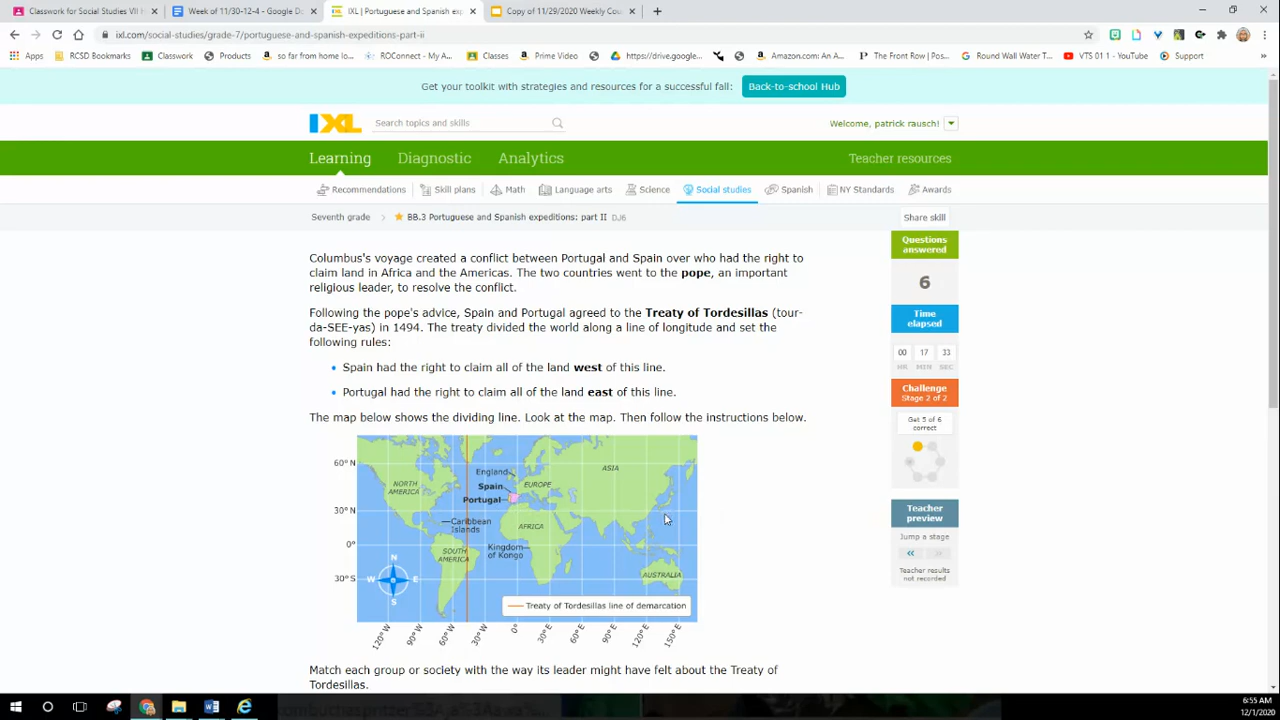 Classwork for Social Studies VII H
Week of 11/30-12-4 - Google Do
IXL | Portuguese and Spanish exp
Copy of 11/29/2020 Weekly Cou
ixl.com/social-studies/grade-7/portuguese-and-spanish-expeditions-part-ii
Apps
RCSD Bookmarks
Classwork
Products
so far from home lo...
ROConnect - My A...
Classes
Prime Video
https://drive.google...
Amazon.com: An A...
The Front Row | Pos...
Round Wall Water T...
VTS 01 1 - YouTube
Support
Get your toolkit with strategies and resources for a successful fall:
Back-to-school Hub
IXL
Search topics and skills
Welcome, patrick rausch!
Learning
Diagnostic
Analytics
Teacher resources
Recommendations
Skill plans
Math
Language arts
Science
Social studies
Spanish
NY Standards
Awards
Seventh grade
BB.3 Portuguese and Spanish expeditions: part II DJ6
Share skill
Columbus's voyage created a conflict between Portugal and Spain over who had the right to
claim land in Africa and the Americas. The two countries went to the pope, an important
religious leader, to resolve the conflict.
Following the pope's advice, Spain and Portugal agreed to the Treaty of Tordesillas (tour-
da-SEE-yas) in 1494. The treaty divided the world along a line of longitude and set the
following rules:
• Spain had the right to claim all of the land west of this line.
• Portugal had the right to claim all of the land east of this line.
The map below shows the dividing line. Look at the map. Then follow the instructions below.
60° N
30° N
0°
30° S
NORTH
AMERICA
England
Spain
Portugal
EUROPE
ASIA
Caribbean
Islands
AFRICA
SOUTH
AMERICA
Kingdom
of Kongo
AUSTRALIA
N
W
E
S
Treaty of Tordesillas line of demarcation
120° W
90° W
60° W
30° W
0°
30° E
60° E
90° E
120° E
150° E
Match each group or society with the way its leader might have felt about the Treaty of
Tordesillas.
Questions
answered
6
Time
elapsed
00
17
33
HR
MIN
SEC
Challenge
Stage 2 of 2
Get 5 of 6
correct
Teacher
preview
Jump a stage
Teacher results
not recorded
6:55 AM
12/1/2020